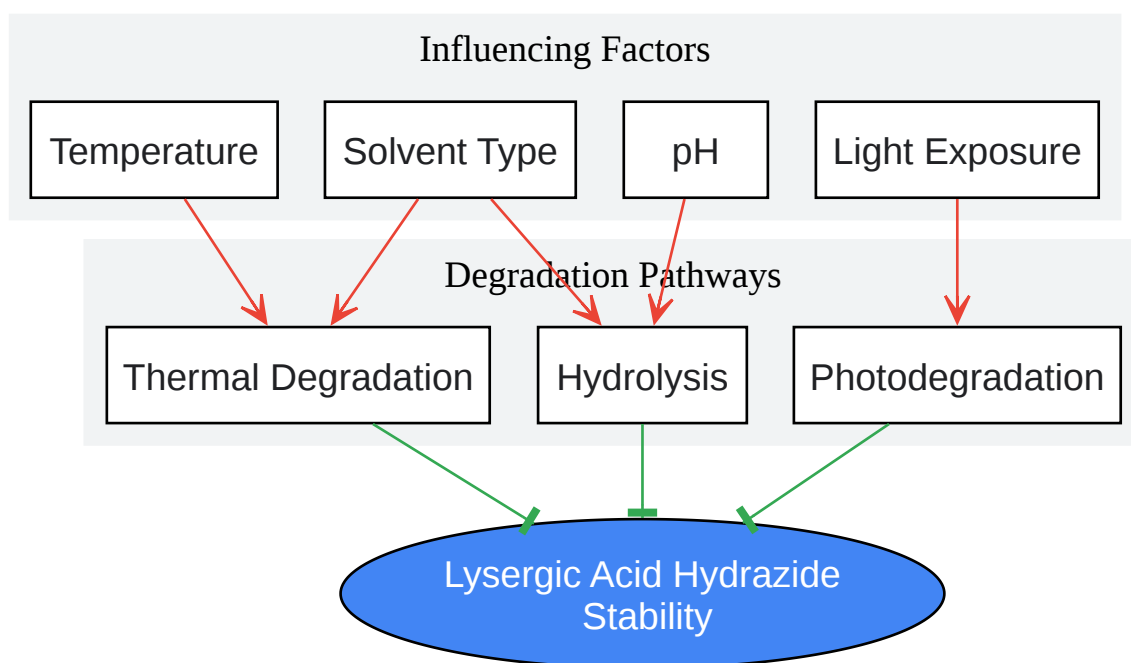 Influencing Factors
Temperature
Solvent Type
pH
Light Exposure
Degradation Pathways
Thermal Degradation
Hydrolysis
Photodegradation
Lysergic Acid Hydrazide
Stability